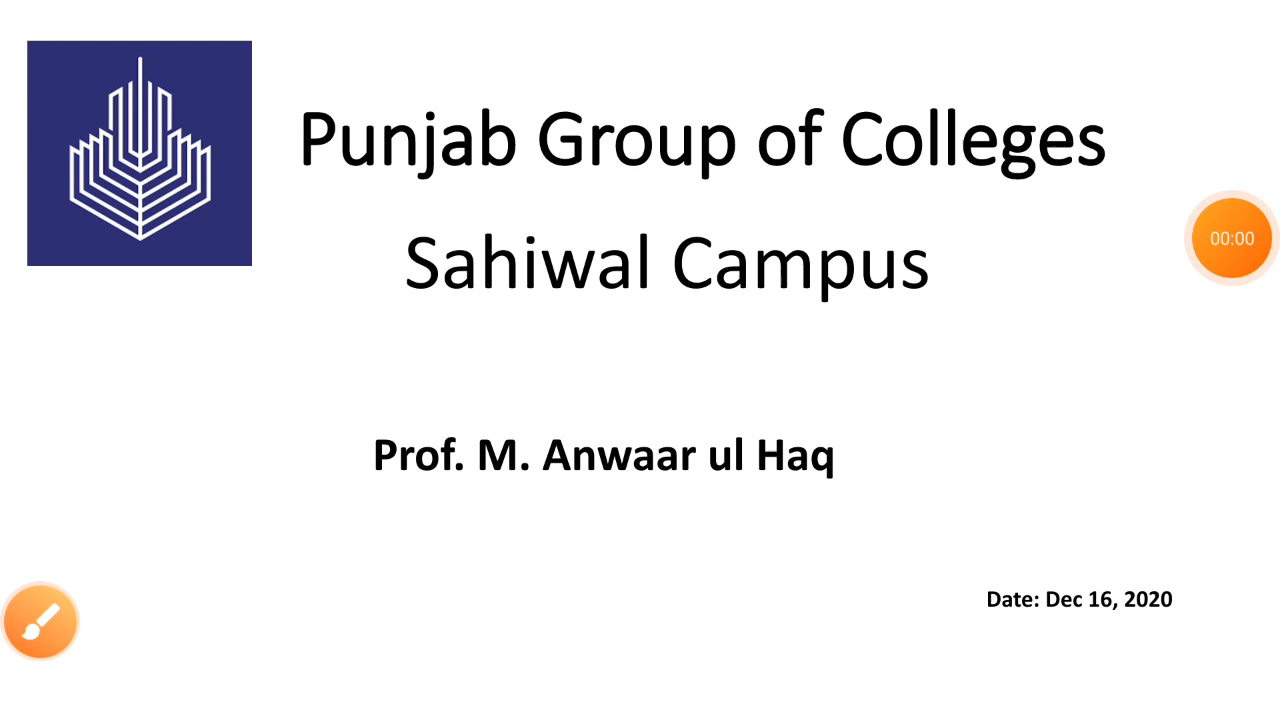 Punjab Group of Colleges
Sahiwal Campus
00:00
Prof. M. Anwaar ul Haq
Date: Dec 16, 2020